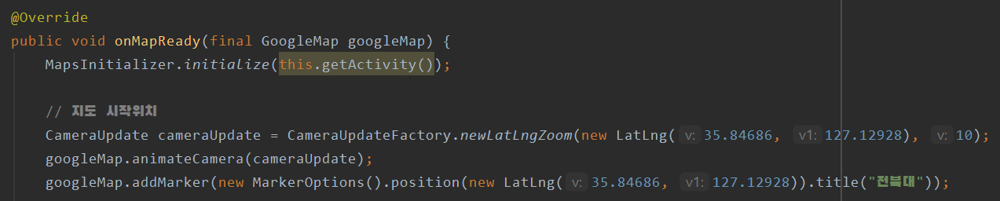 @Override
public void onMapReady(final GoogleMap googleMap) {
MapsInitializer.initialize(this.getActivity());
// 지도 시작위치
CameraUpdate cameraUpdate = CameraUpdateFactory.newLatLngZoom(new LatLng( v: 35.84686, v1: 127.12928), v: 10);
googleMap.animateCamera(cameraUpdate);
googleMap.addMarker(new MarkerOptions().position(new LatLng( v: 35.84686, v1: 127.12928)).title("전북대"));